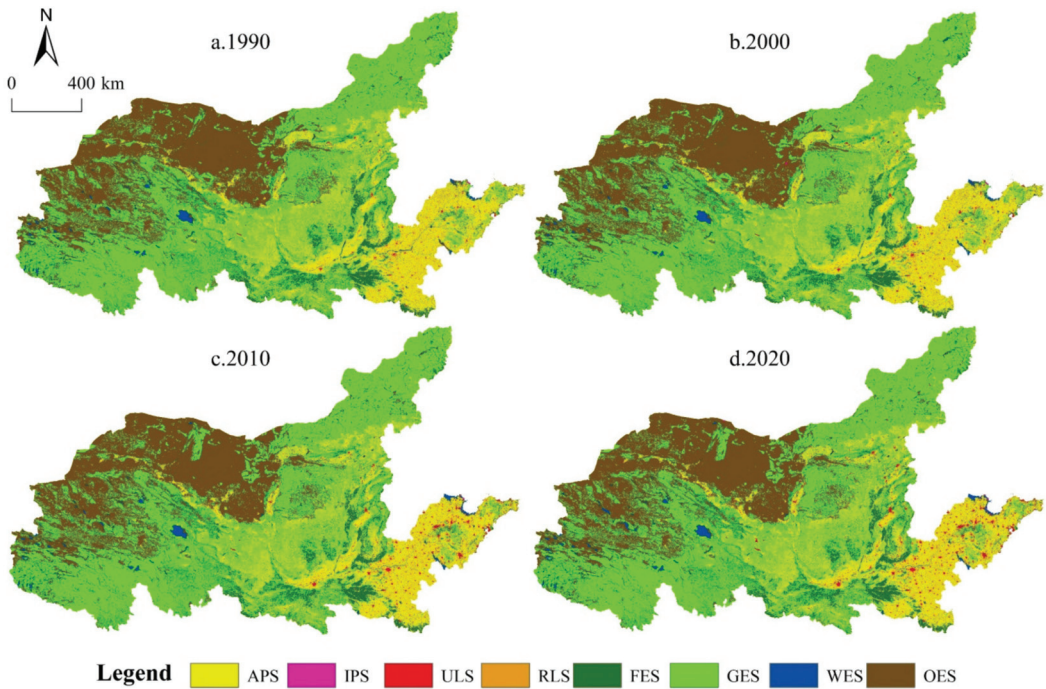 N
0 400 km
a.1990
b.2000
c.2010
d.2020
Legend APS IPS ULS RLS FES GES WES OES